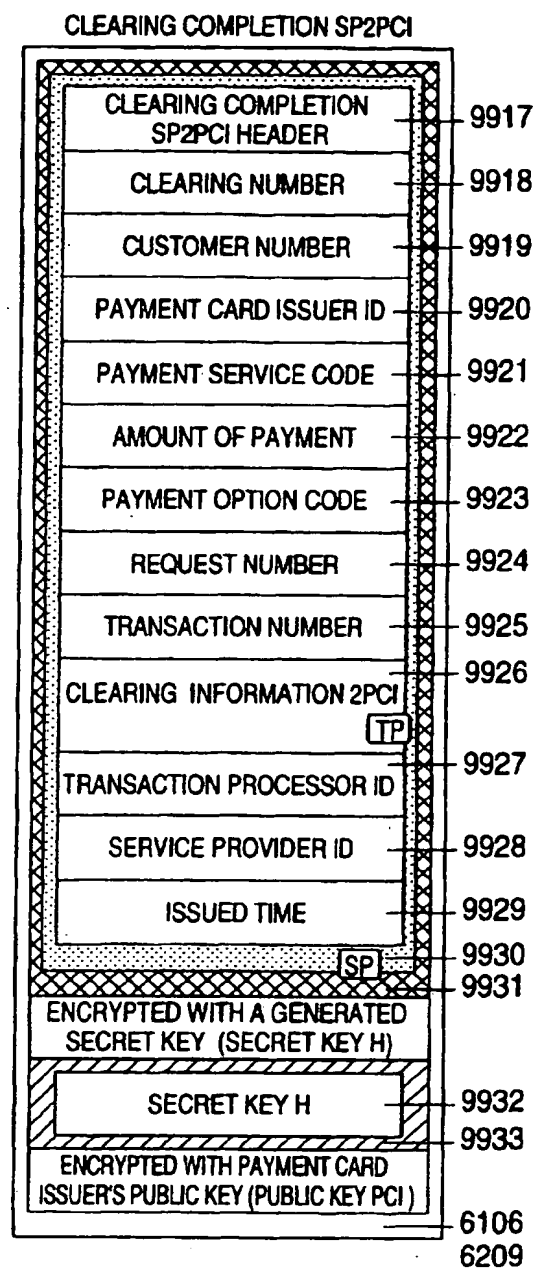 CLEARING COMPLETION SP2PCI
CLEARING COMPLETION
SP2PCI HEADER
9917
CLEARING NUMBER
9918
CUSTOMER NUMBER
9919
PAYMENT CARD ISSUER ID
9920
PAYMENT SERVICE CODE
9921
AMOUNT OF PAYMENT
9922
PAYMENT OPTION CODE
9923
REQUEST NUMBER
9924
TRANSACTION NUMBER
9925
9926
CLEARING INFORMATION 2PCI
TP
9927
TRANSACTION PROCESSOR ID
SERVICE PROVIDER ID
9928
ISSUED TIME
9929
SP
9930
9931
ENCRYPTED WITH A GENERATED
SECRET KEY (SECRET KEY H)
SECRET KEY H
9932
9933
ENCRYPTED WITH PAYMENT CARD
ISSUER'S PUBLIC KEY (PUBLIC KEY PCI)
6106
6209